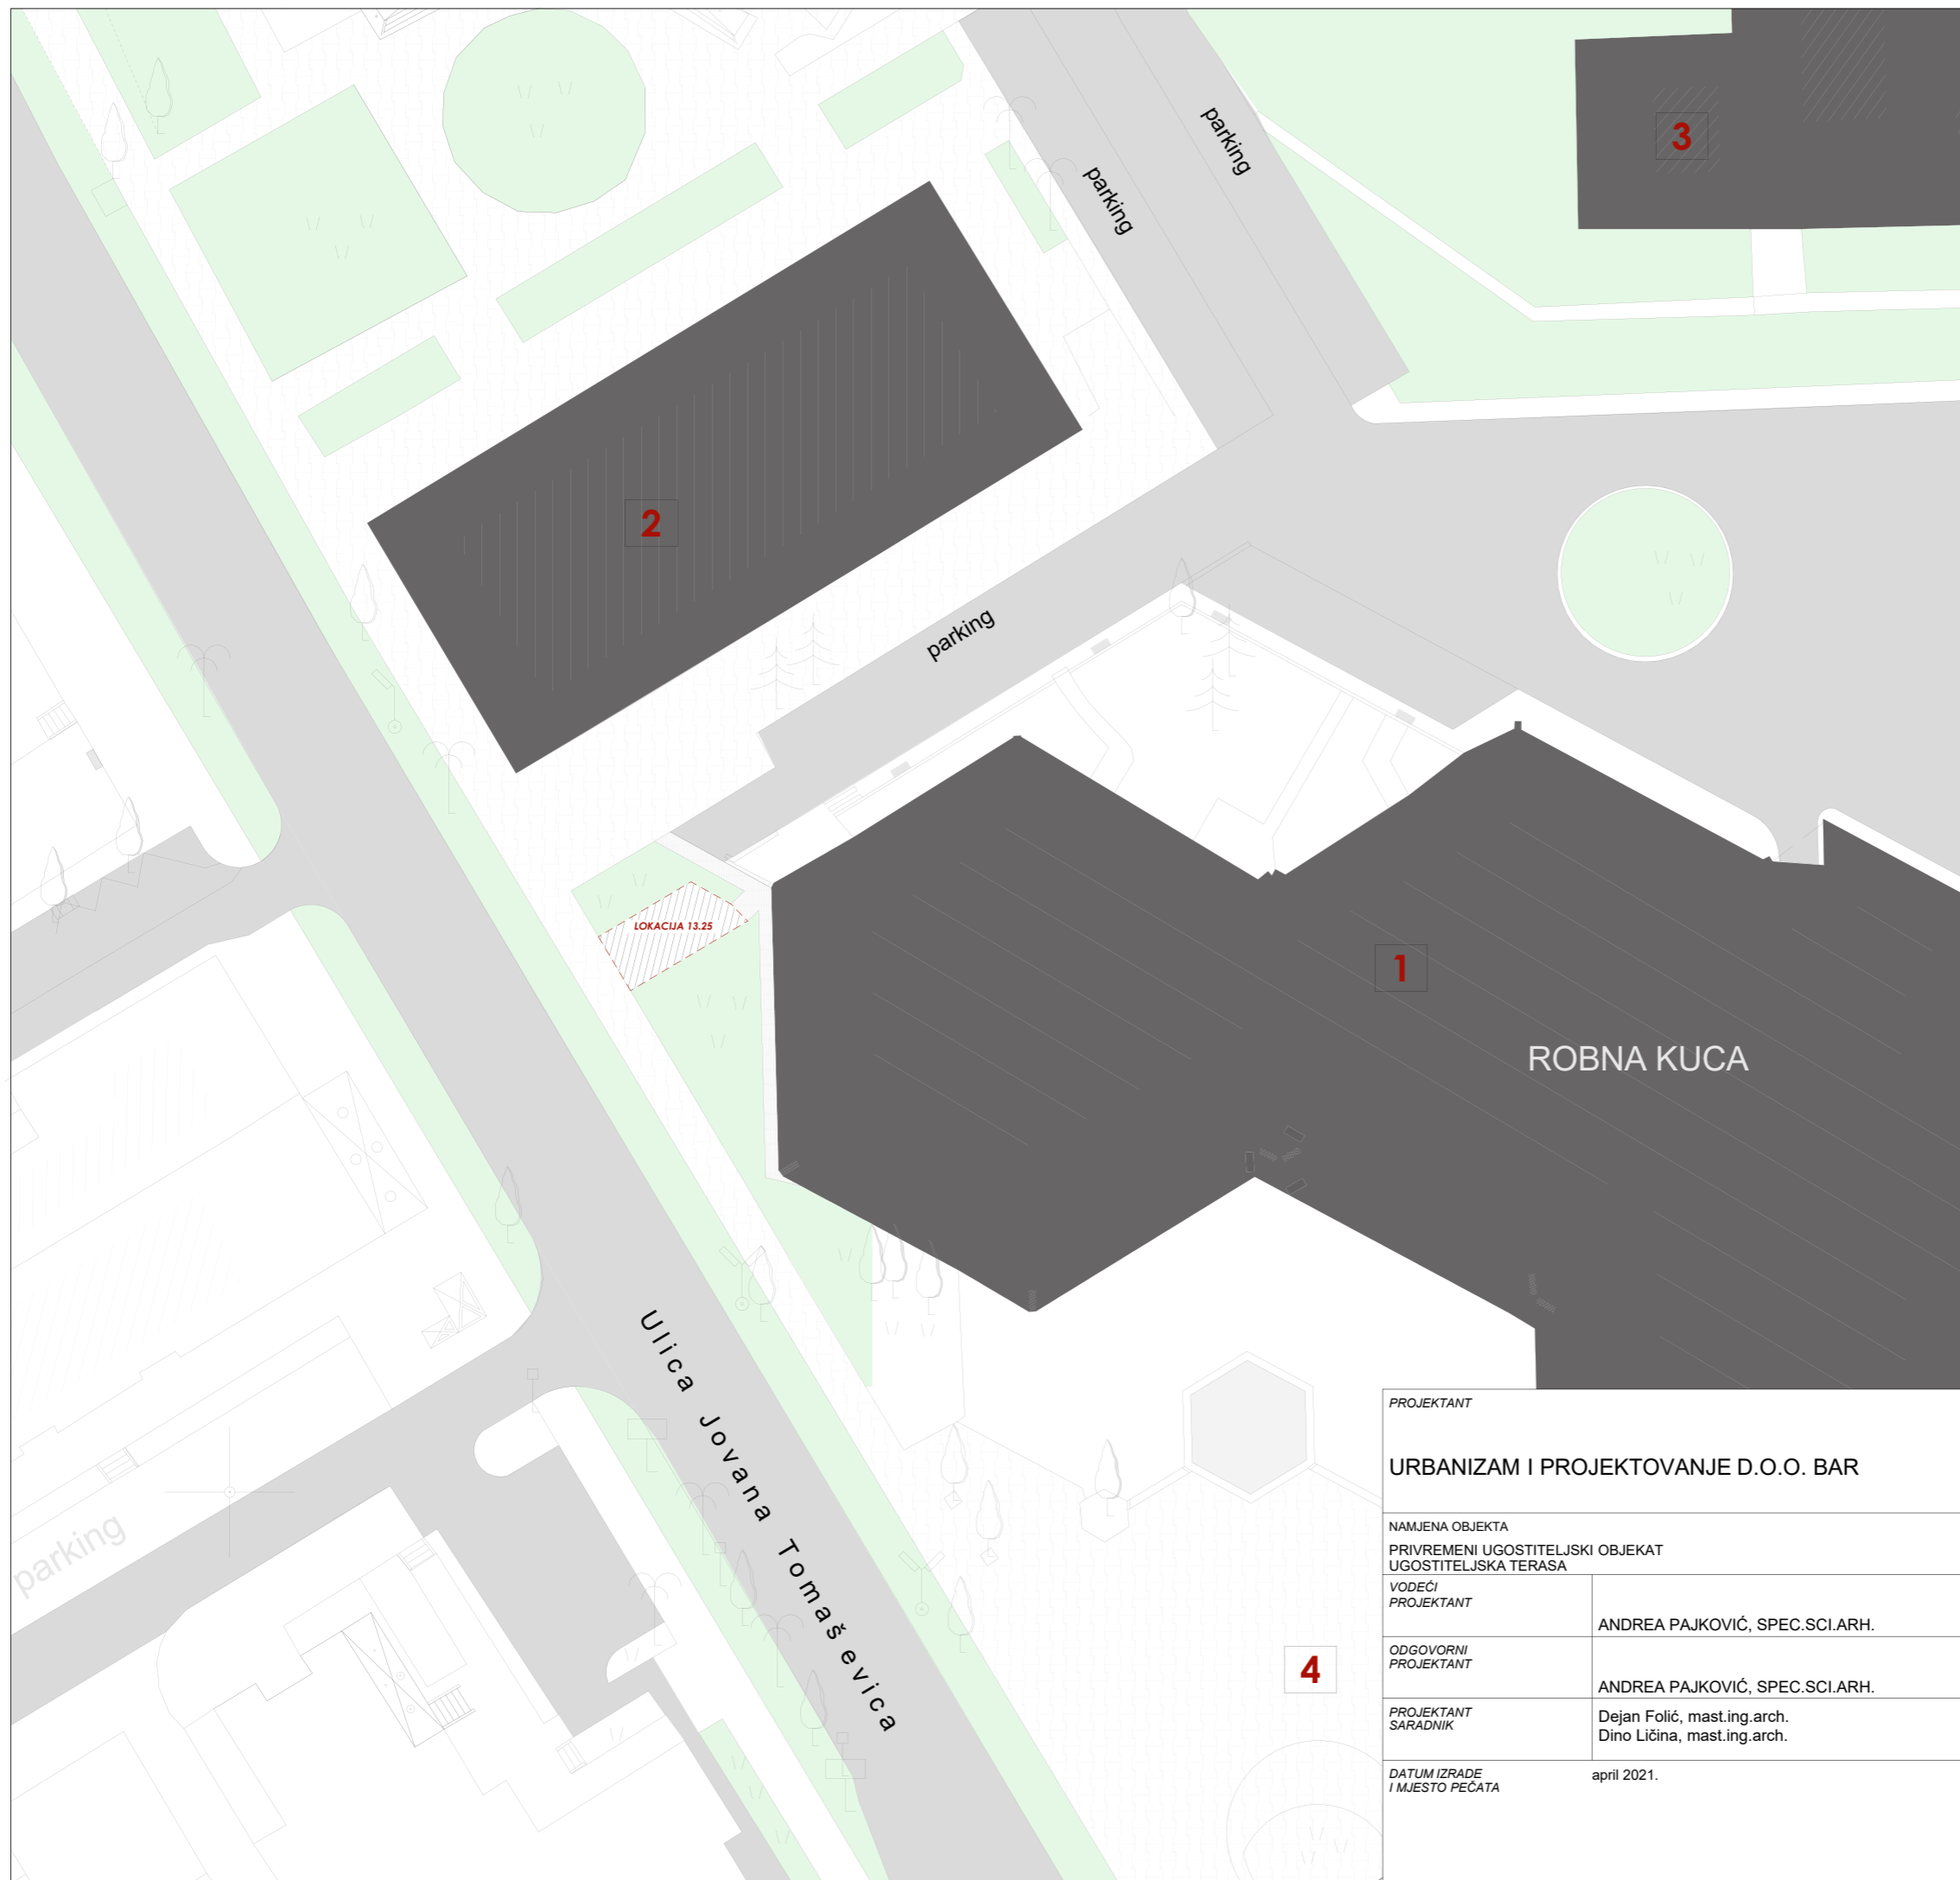 parking
parking
3
2
parking
LOKACIJA 13.25
1
ROBNA KUCA
Ulica Jovana Tomaševica
parking
4
PROJEKTANT
URBANIZAM I PROJEKTOVANJE D.O.O. BAR
NAMJENA OBJEKTA
PRIVREMENI UGOSTITELJSKI OBJEKAT
UGOSTITELJSKA TERASA
VODEĆI
PROJEKTANT
ANDREA PAJKOVIĆ, SPEC.SCI.ARH.
ODGOVORNI
PROJEKTANT
ANDREA PAJKOVIĆ, SPEC.SCI.ARH.
PROJEKTANT
SARADNIK
Dejan Folić, mast.ing.arch.
Dino Ličina, mast.ing.arch.
DATUM IZRADE
I MJESTO PEČATA
april 2021.